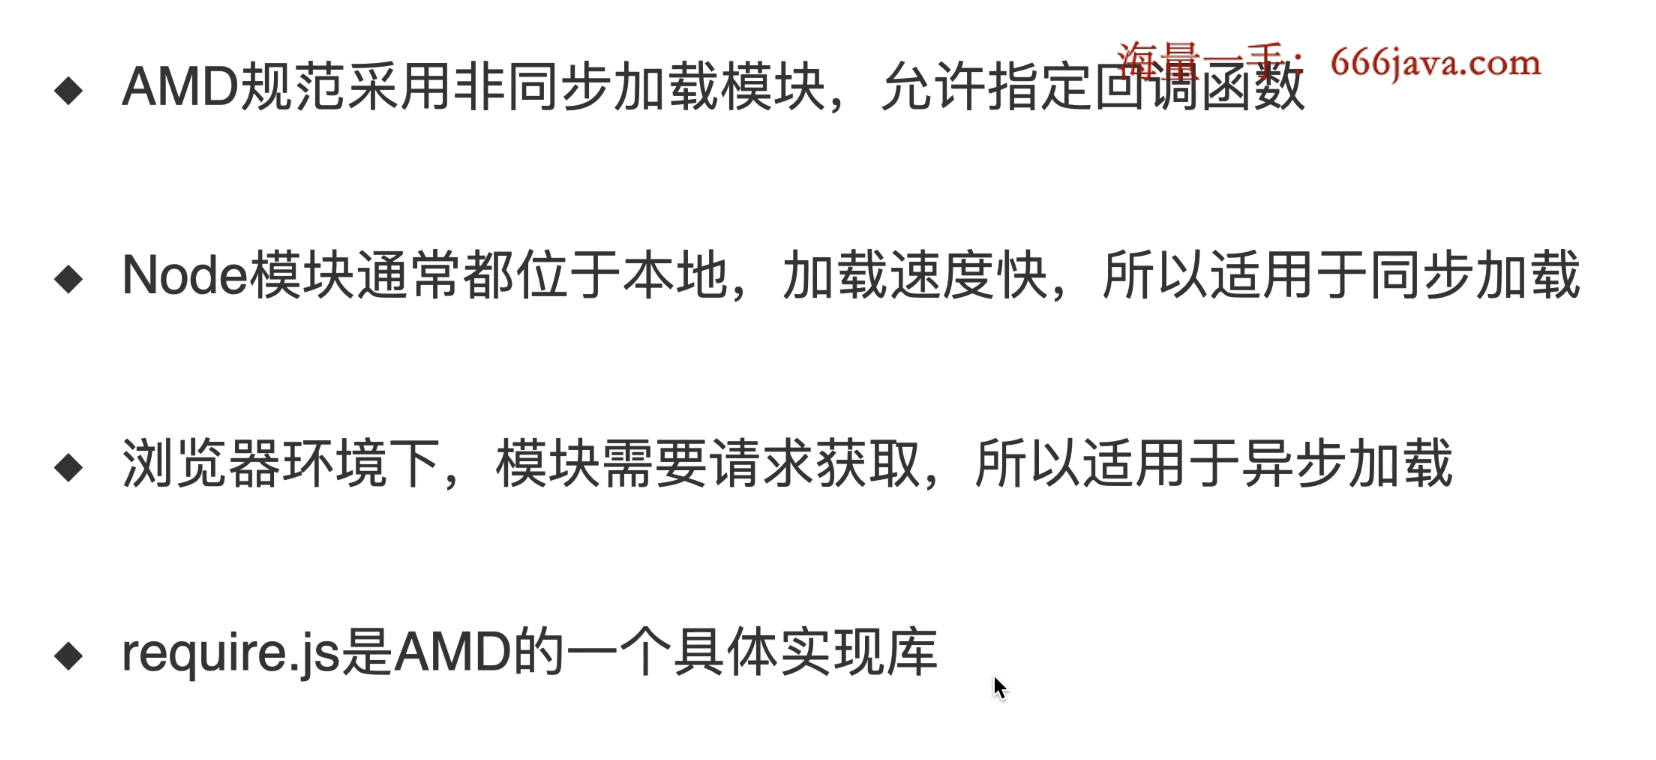 海量一手：666java.com
AMD规范采用非同步加载模块，允许指定回调函数
Node模块通常都位于本地，加载速度快，所以适用于同步加载
浏览器环境下，模块需要请求获取，所以适用于异步加载
require.js是AMD的一个具体实现库